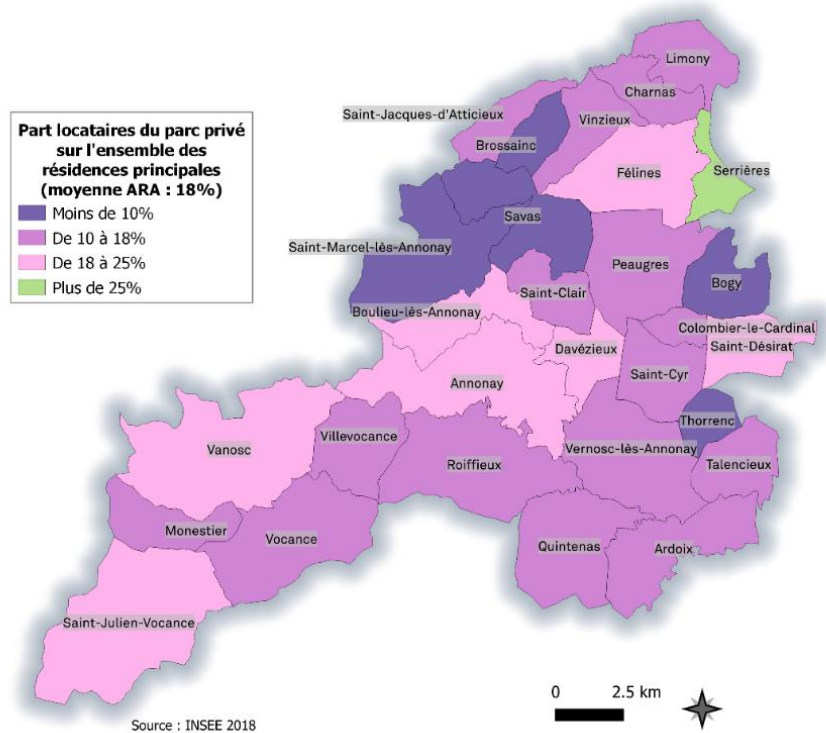 Limony
Charnas
Saint-Jacques-d'Atticieux
Vinzieux
Part locataires du parc privé
sur l'ensemble des
résidences principales
(moyenne ARA : 18%)
Moins de 10%
De 10 à 18%
De 18 à 25%
Plus de 25%
Brossainc
Félines
Serrières
Savas
Saint-Marcel-lès-Annonay
Peaugres
Bogy
Saint-Clair
Boulieu-lès-Annonay
Colombier-le-Cardinal
Davézieux
Saint-Désirat
Saint-Cyr
Annonay
Thorrenc
Villevocance
Vanosc
Vernosc-lès-Annonay
Roiffieux
Talencieux
Monestier
Vocance
Quintenas
Ardoix
Saint-Julien-Vocance
0 2.5 km
Source : INSEE 2018